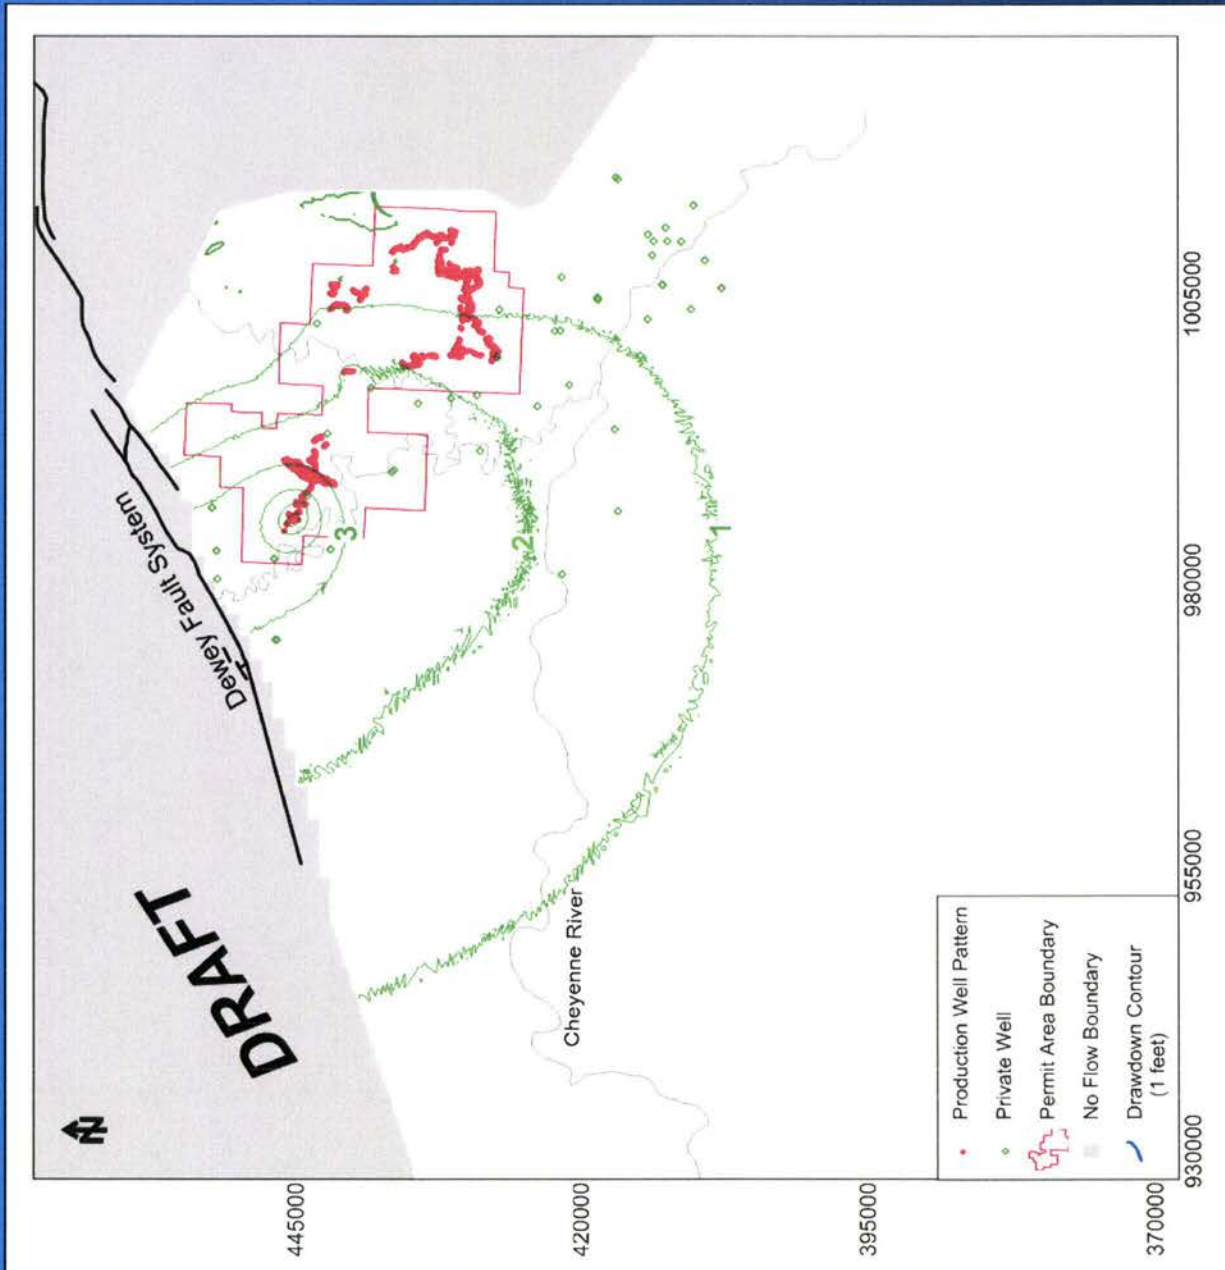 N
DRAFT
Dewey Fault System
3
2
1
Cheyenne River
Production Well Pattern
Private Well
Permit Area Boundary
No Flow Boundary
Drawdown Contour
(1 feet)
445000
420000
395000
370000
930000
955000
980000
10050000